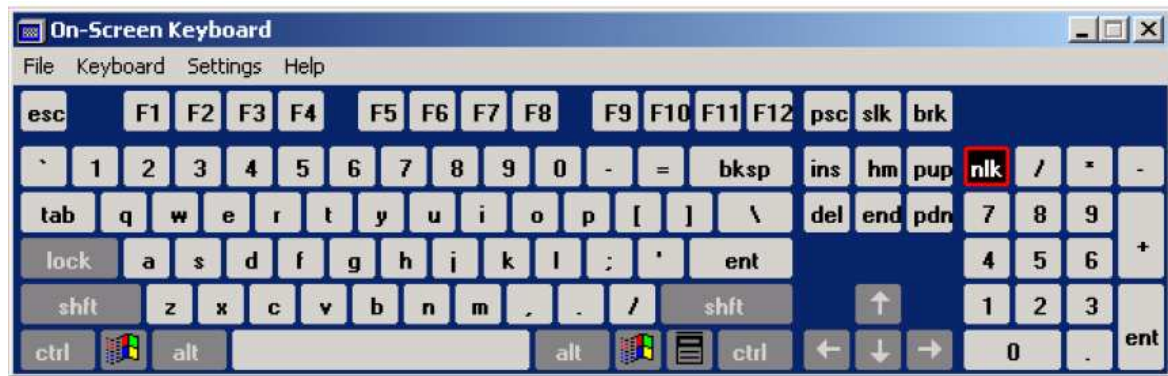 On-Screen Keyboard
File Keyboard Settings Help
esc F1 F2 F3 F4 F5 F6 F7 F8 F9 F10 F11 F12 psc slk brk
` 1 2 3 4 5 6 7 8 9 0 - = bksp ins hm pup nlk / * -
tab q w e r t y u i o p [ ] \ del end pdn 7 8 9 +
lock a s d f g h j k l ; ' ent 4 5 6
shft z x c v b n m , . / shft ↑ 1 2 3 ent
ctrl alt alt ctrl ← ↓ → 0 .